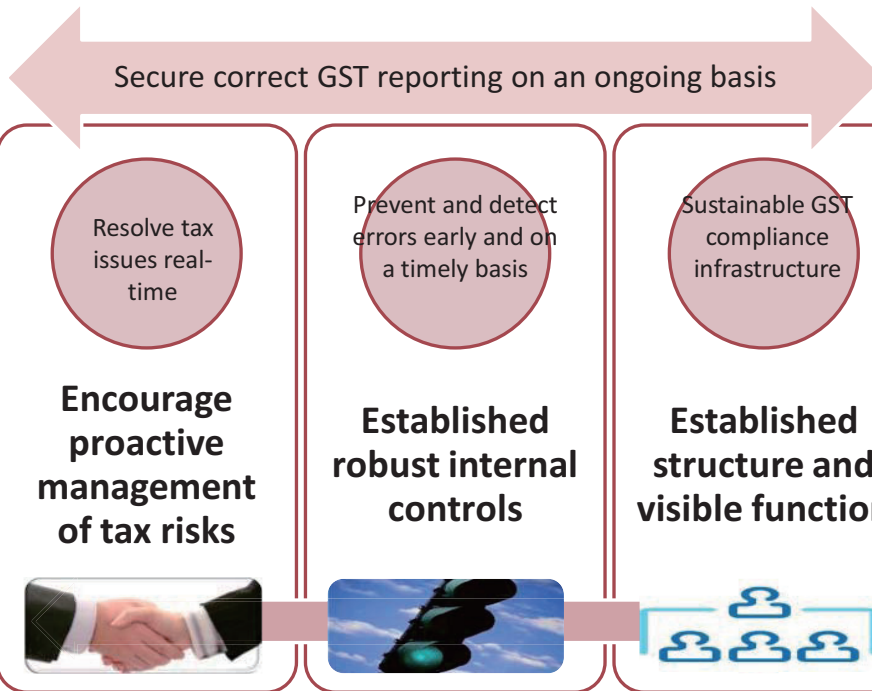 Secure correct GST reporting on an ongoing basis
Resolve tax
issues real-
time
Encourage
proactive
management
of tax risks
Prevent and detect
errors early and on
a timely basis
Established
robust internal
controls
Sustainable GST
compliance
infrastructure
Established
structure and
visible function